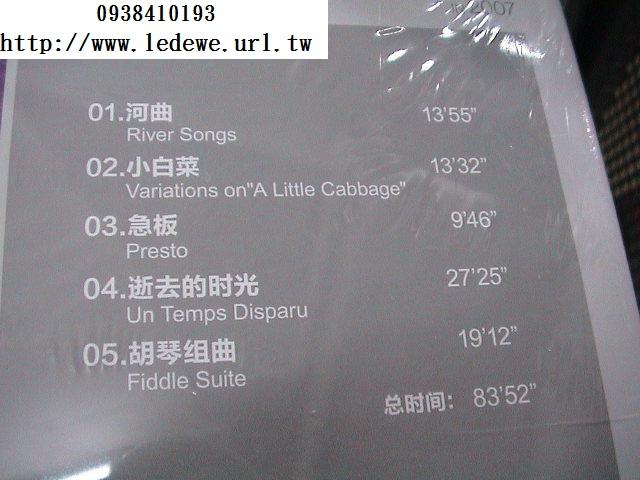 0938410193
http://www.ledewe.url.tw
2007
01.河曲 13'55"
River Songs
02.小白菜 13'32"
Variations on"A Little Cabbage"
03.急板 9'46"
Presto
04.逝去的时光 27'25"
Un Temps Disparu
05.胡琴组曲 19'12"
Fiddle Suite
总时间: 83'52"